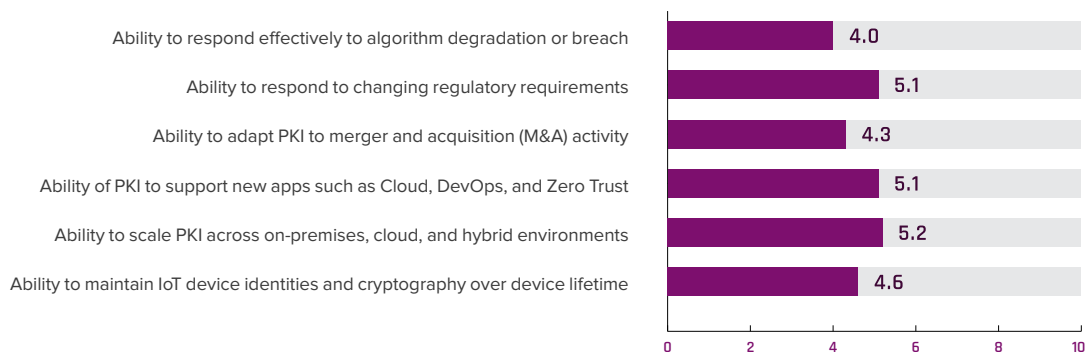 Ability to respond effectively to algorithm degradation or breach 4.0
Ability to respond to changing regulatory requirements 5.1
Ability to adapt PKI to merger and acquisition (M&A) activity 4.3
Ability of PKI to support new apps such as Cloud, DevOps, and Zero Trust 5.1
Ability to scale PKI across on-premises, cloud, and hybrid environments 5.2
Ability to maintain IoT device identities and cryptography over device lifetime 4.6
0 2 4 6 8 10